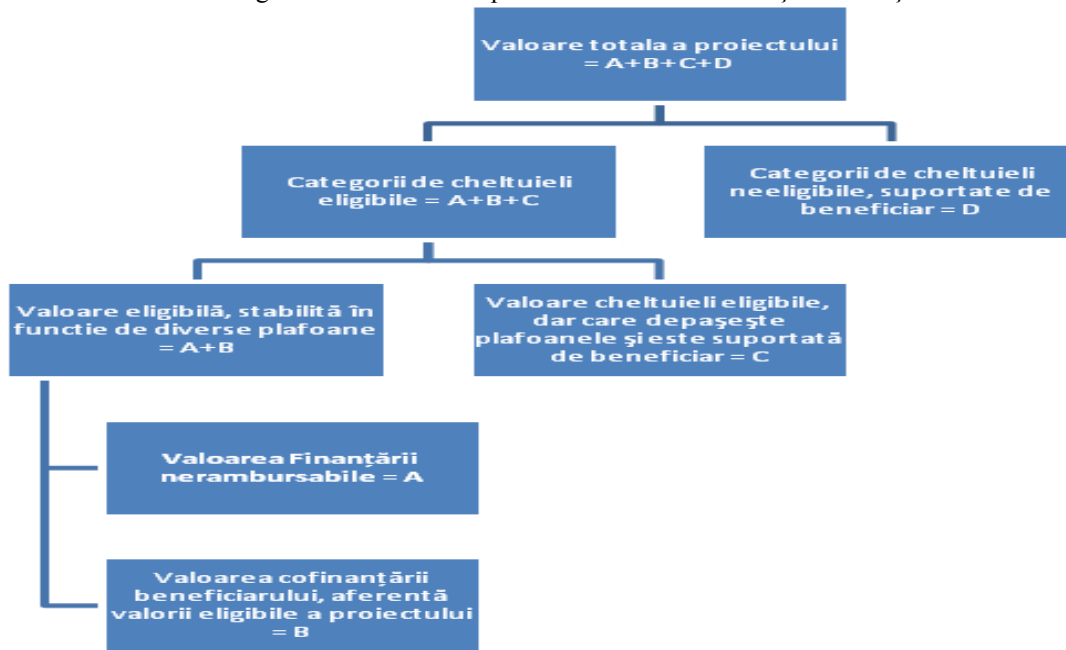 Valoare totala a proiectului
= A+B+C+D
Categorii de cheltuieli
eligibile = A+B+C
Categorii de cheltuieli
neeligibile, suportate de
beneficiar = D
Valoare eligibilă, stabilită în
functie de diverse plafoane
= A+B
Valoare cheltuieli eligibile,
dar care depaşeşte
plafoanele şi este suportată
de beneficiar = C
Valoarea Finanțării
nerambursabile = A
Valoarea cofinanțării
beneficiarului, aferentă
valorii eligibile a proiectului
= B